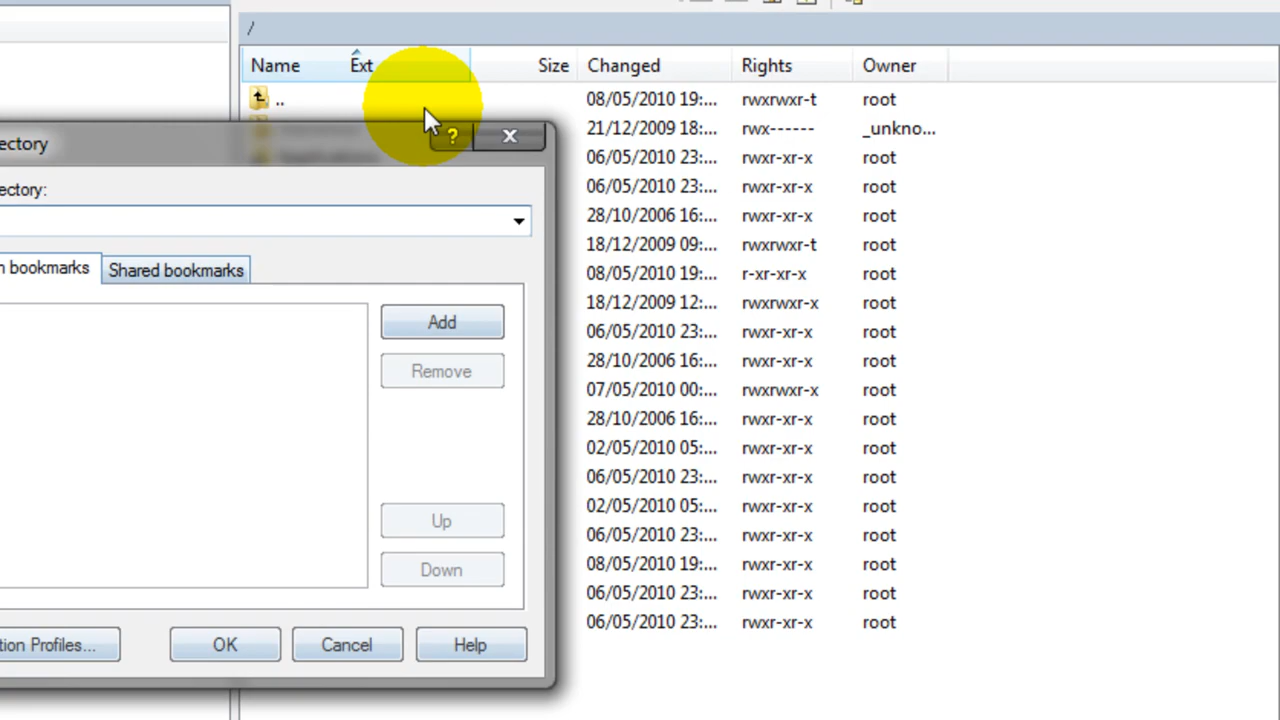 /
Name Ext Size Changed Rights Owner
.. 08/05/2010 19:... rwxrwxr-t root
21/12/2009 18:... rwx------ _unkno...
06/05/2010 23:... rwxr-xr-x root
06/05/2010 23:... rwxr-xr-x root
28/10/2006 16:... rwxr-xr-x root
18/12/2009 09:... rwxrwxr-t root
08/05/2010 19:... r-xr-xr-x root
18/12/2009 12:... rwxrwxr-x root
06/05/2010 23:... rwxr-xr-x root
28/10/2006 16:... rwxr-xr-x root
07/05/2010 00:... rwxrwxr-x root
28/10/2006 16:... rwxr-xr-x root
02/05/2010 05:... rwxr-xr-x root
06/05/2010 23:... rwxr-xr-x root
02/05/2010 05:... rwxr-xr-x root
06/05/2010 23:... rwxr-xr-x root
08/05/2010 19:... rwxr-xr-x root
06/05/2010 23:... rwxr-xr-x root
06/05/2010 23:... rwxr-xr-x root
ectory
?
ectory:
n bookmarks Shared bookmarks
Add
Remove
Up
Down
tion Profiles... OK Cancel Help